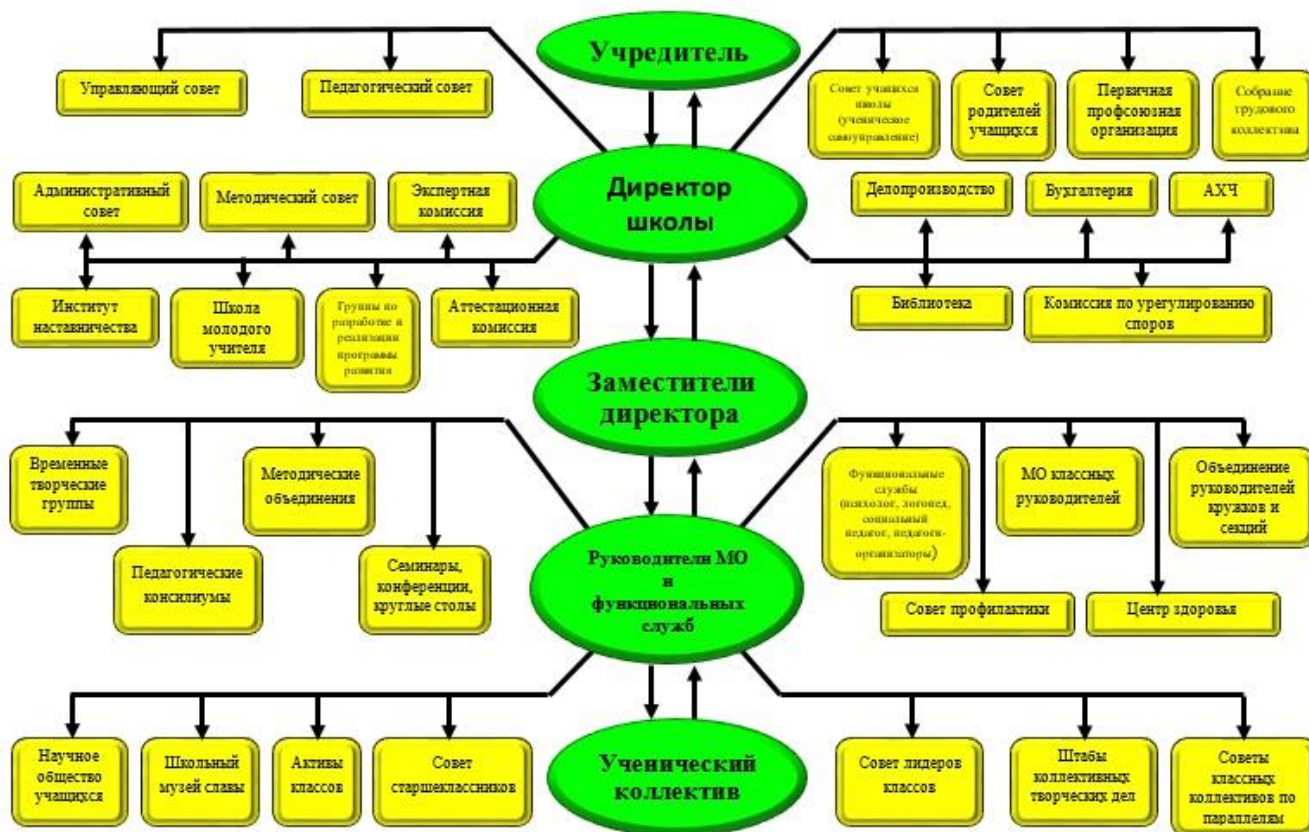 Учредитель
Управляющий совет
Педагогический совет
Совет учащихся
школы
(ученическое
самоуправление)
Совет
родителей
учащихся
Первичная
профсоюзная
организация
Собрание
трудового
коллектива
Директор
школы
Административный
совет
Методический совет
Экспертная
комиссия
Делопроизводство
Бухгалтерия
АХЧ
Институт
наставничества
Школа
молодого
учителя
Группы по
разработке и
реализации
программы
развития
Аттестационная
комиссия
Библиотека
Комиссия по урегулированию
споров
Заместители
директора
Временные
творческие
группы
Методические
объединения
Функциональные
службы
(психолог, логопед,
социальный
педагог, педагоги-
организаторы)
МО классных
руководителей
Объединение
руководителей
кружков и
секций
Педагогические
консилиумы
Семинары,
конференции,
круглые столы
Руководители МО
и
функциональных
служб
Совет профилактики
Центр здоровья
Научное
общество
учащихся
Школьный
музей славы
Активы
классов
Совет
старшеклассников
Ученический
коллектив
Совет лидеров
классов
Штабы
коллективных
творческих дел
Советы
классных
коллективов по
параллелям